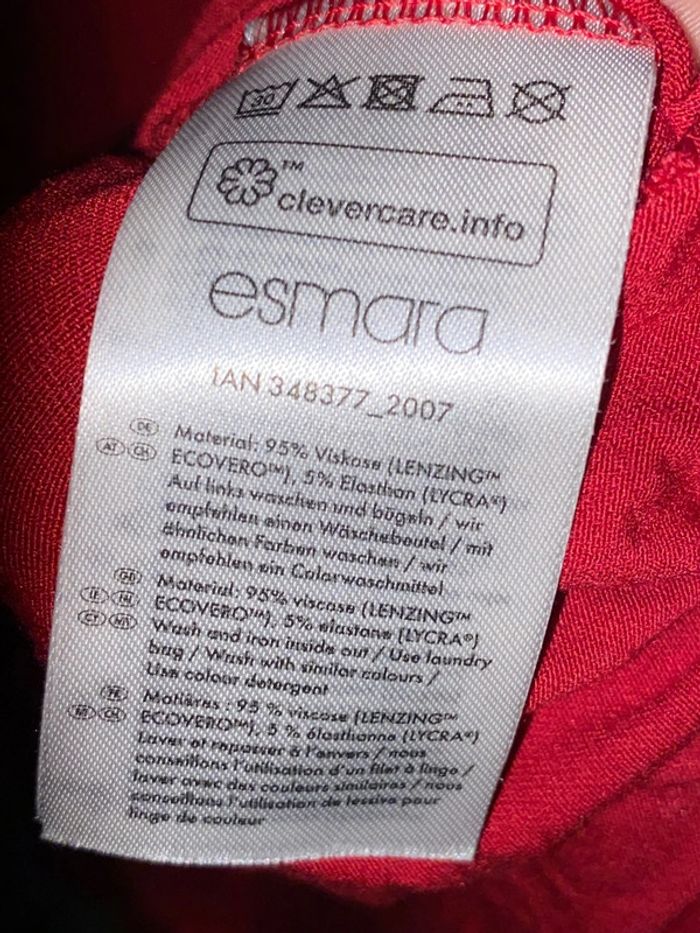 30
™
clevercare.info
esmara
IAN 348377_2007
DE Material: 95% Viskose (LENZING™
AT CH ECOVERO™), 5% Elasthan (LYCRA®)
Auf links waschen und bügeln / wir
empfehlen einen Wäschebeutel / mit
ähnlichen Farben waschen / wir
empfehlen ein Colorwaschmittel
GB Material: 95% viscose (LENZING™
IE NI ECOVERO™), 5% elastane (LYCRA®)
CY MT Wash and iron inside out / Use laundry
bag / Wash with similar colours /
Use colour detergent
FR Matières : 95 % viscose (LENZING™
BE CH ECOVERO™), 5 % élasthanne (LYCRA®)
Laver et repasser à l'envers / nous
conseillons l'utilisation d'un filet à linge /
laver avec des couleurs similaires / nous
conseillons l'utilisation de lessive pour
linge de couleur